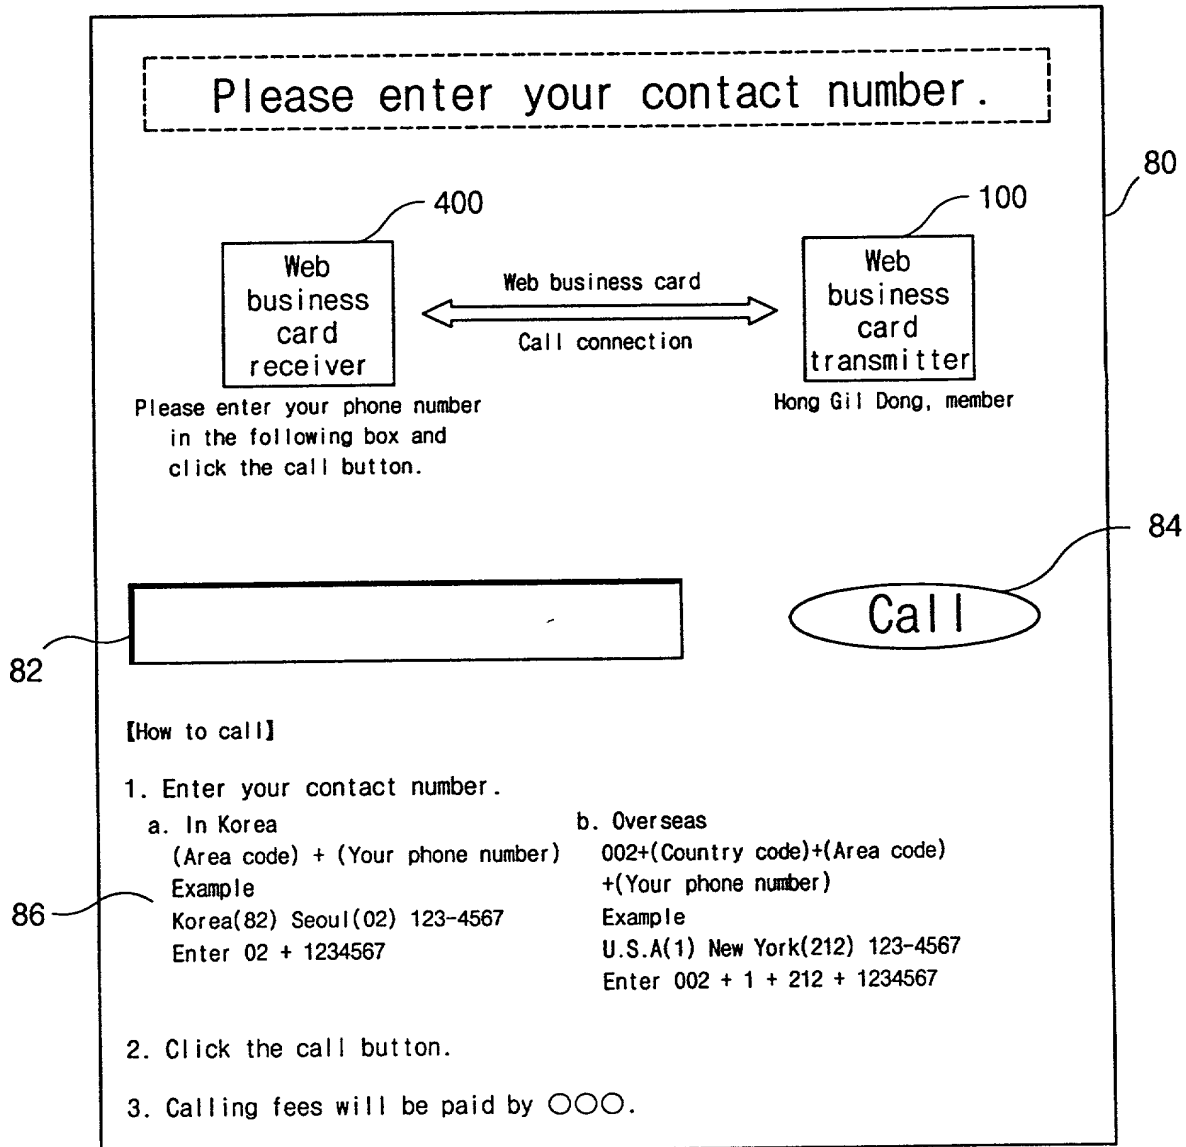 Please enter your contact number.
80
400
100
Web
business
card
receiver
Web business card
Call connection
Web
business
card
transmitter
Please enter your phone number
in the following box and
click the call button.
Hong Gil Dong, member
84
Call
82
【How to call】
1. Enter your contact number.
a. In Korea
(Area code) + (Your phone number)
Example
Korea(82) Seoul(02) 123-4567
Enter 02 + 1234567
86
b. Overseas
002+(Country code)+(Area code)
+(Your phone number)
Example
U.S.A(1) New York(212) 123-4567
Enter 002 + 1 + 212 + 1234567
2. Click the call button.
3. Calling fees will be paid by ○○○.